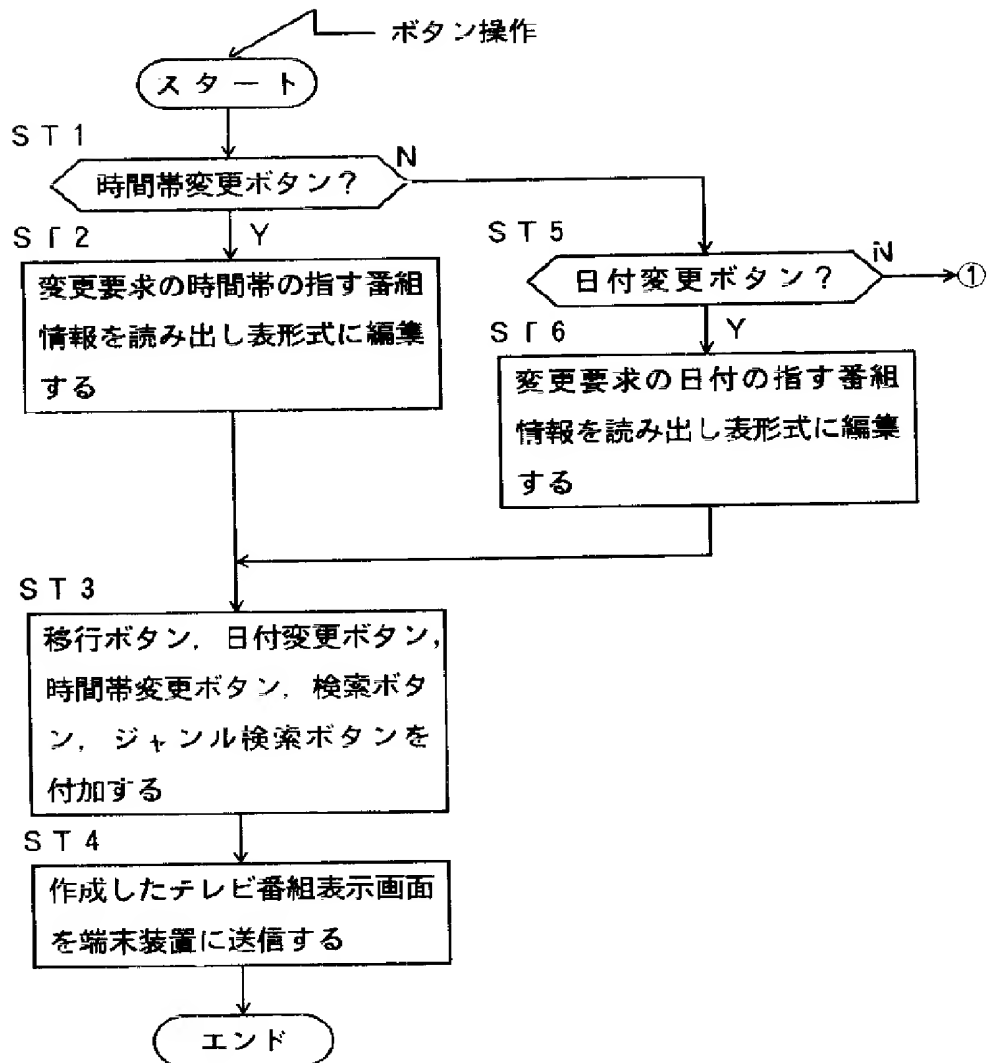 ボタン操作
スタート
ST1
時間帯変更ボタン?
N
Y
ST2
変更要求の時間帯の指す番組
情報を読み出し表形式に編集
する
ST5
日付変更ボタン?
N
①
Y
ST6
変更要求の日付の指す番組
情報を読み出し表形式に編集
する
ST3
移行ボタン,日付変更ボタン,
時間帯変更ボタン,検索ボタ
ン,ジャンル検索ボタンを
付加する
ST4
作成したテレビ番組表示画面
を端末装置に送信する
エンド